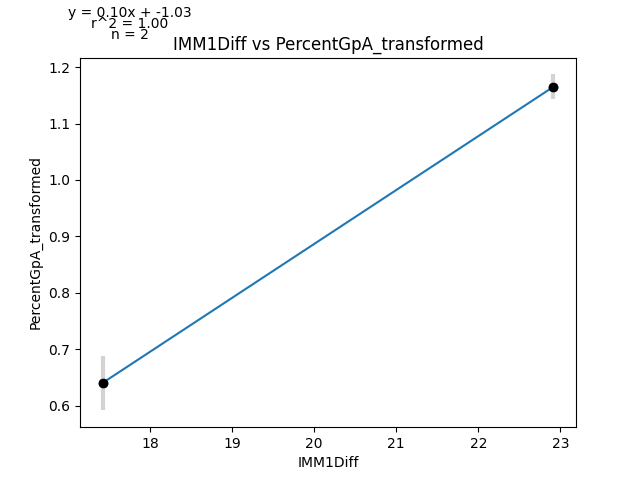 y = 0.10x + -1.03
r^2 = 1.00
n = 2
IMM1Diff vs PercentGpA_transformed
1.2
1.1
1.0
0.9
0.8
0.7
0.6
PercentGpA_transformed
18 19 20 21 22 23
IMM1Diff